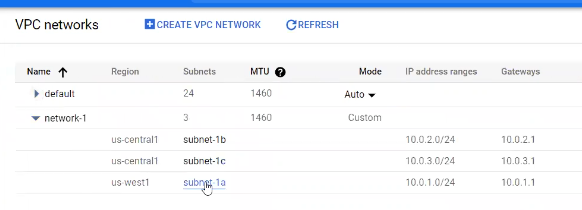 VPC networks CREATE VPC NETWORK REFRESH
Name Region Subnets MTU ? Mode IP address ranges Gateways
default 24 1460 Auto
network-1 3 1460 Custom
us-central1 subnet-1b 10.0.2.0/24 10.0.2.1
us-central1 subnet-1c 10.0.3.0/24 10.0.3.1
us-west1 subnet-1a 10.0.1.0/24 10.0.1.1